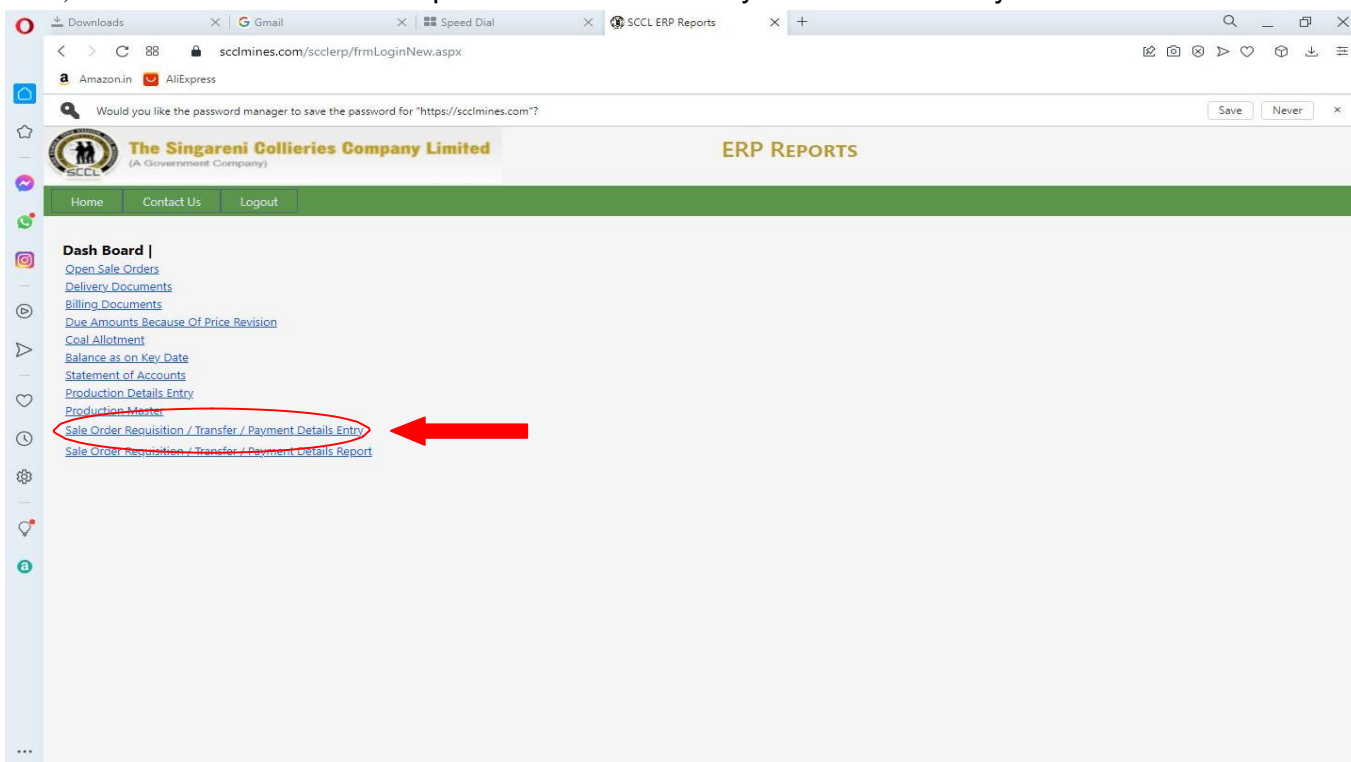 Downloads
Gmail
Speed Dial
SCCL ERP Reports
scclmines.com/scclerp/frmLoginNew.aspx
Amazon.in
AliExpress
Would you like the password manager to save the password for "https://scclmines.com"?
Save
Never
The Singareni Collieries Company Limited
(A Government Company)
SCCL
ERP REPORTS
Home
Contact Us
Logout
Dash Board |
Open Sale Orders
Delivery Documents
Billing Documents
Due Amounts Because Of Price Revision
Coal Allotment
Balance as on Key Date
Statement of Accounts
Production Details Entry
Production Master
Sale Order Requisition / Transfer / Payment Details Entry
Sale Order Requisition / Transfer / Payment Details Report